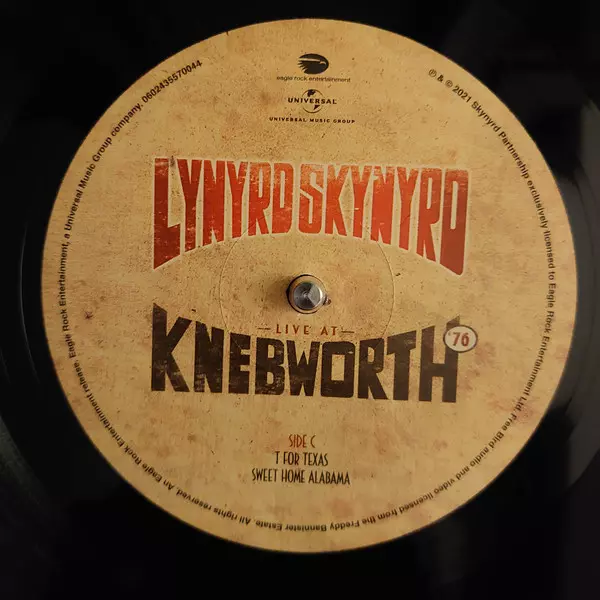 eagle rock entertainment
UNIVERSAL
UNIVERSAL MUSIC GROUP
LYNYRD SKYNYRD
LIVE AT
KNEBWORTH
'76
SIDE C
T FOR TEXAS
SWEET HOME ALABAMA
℗ & © 2021 Skynyrd Partnership exclusively licensed to Eagle Rock Entertainment Ltd. Free Bird audio and video licensed from the Freddy Bannister Estate. All rights reserved. An Eagle Rock Entertainment release. Eagle Rock Entertainment, a Universal Music Group company. 0602435570044